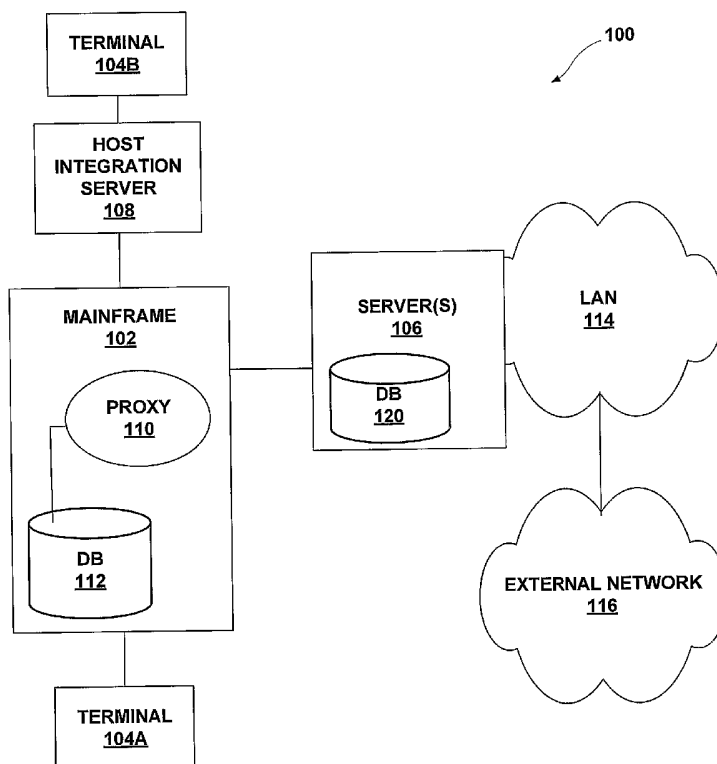 TERMINAL
104B
100
HOST
INTEGRATION
SERVER
108
MAINFRAME
102
SERVER(S)
106
LAN
114
PROXY
110
DB
120
DB
112
EXTERNAL NETWORK
116
TERMINAL
104A